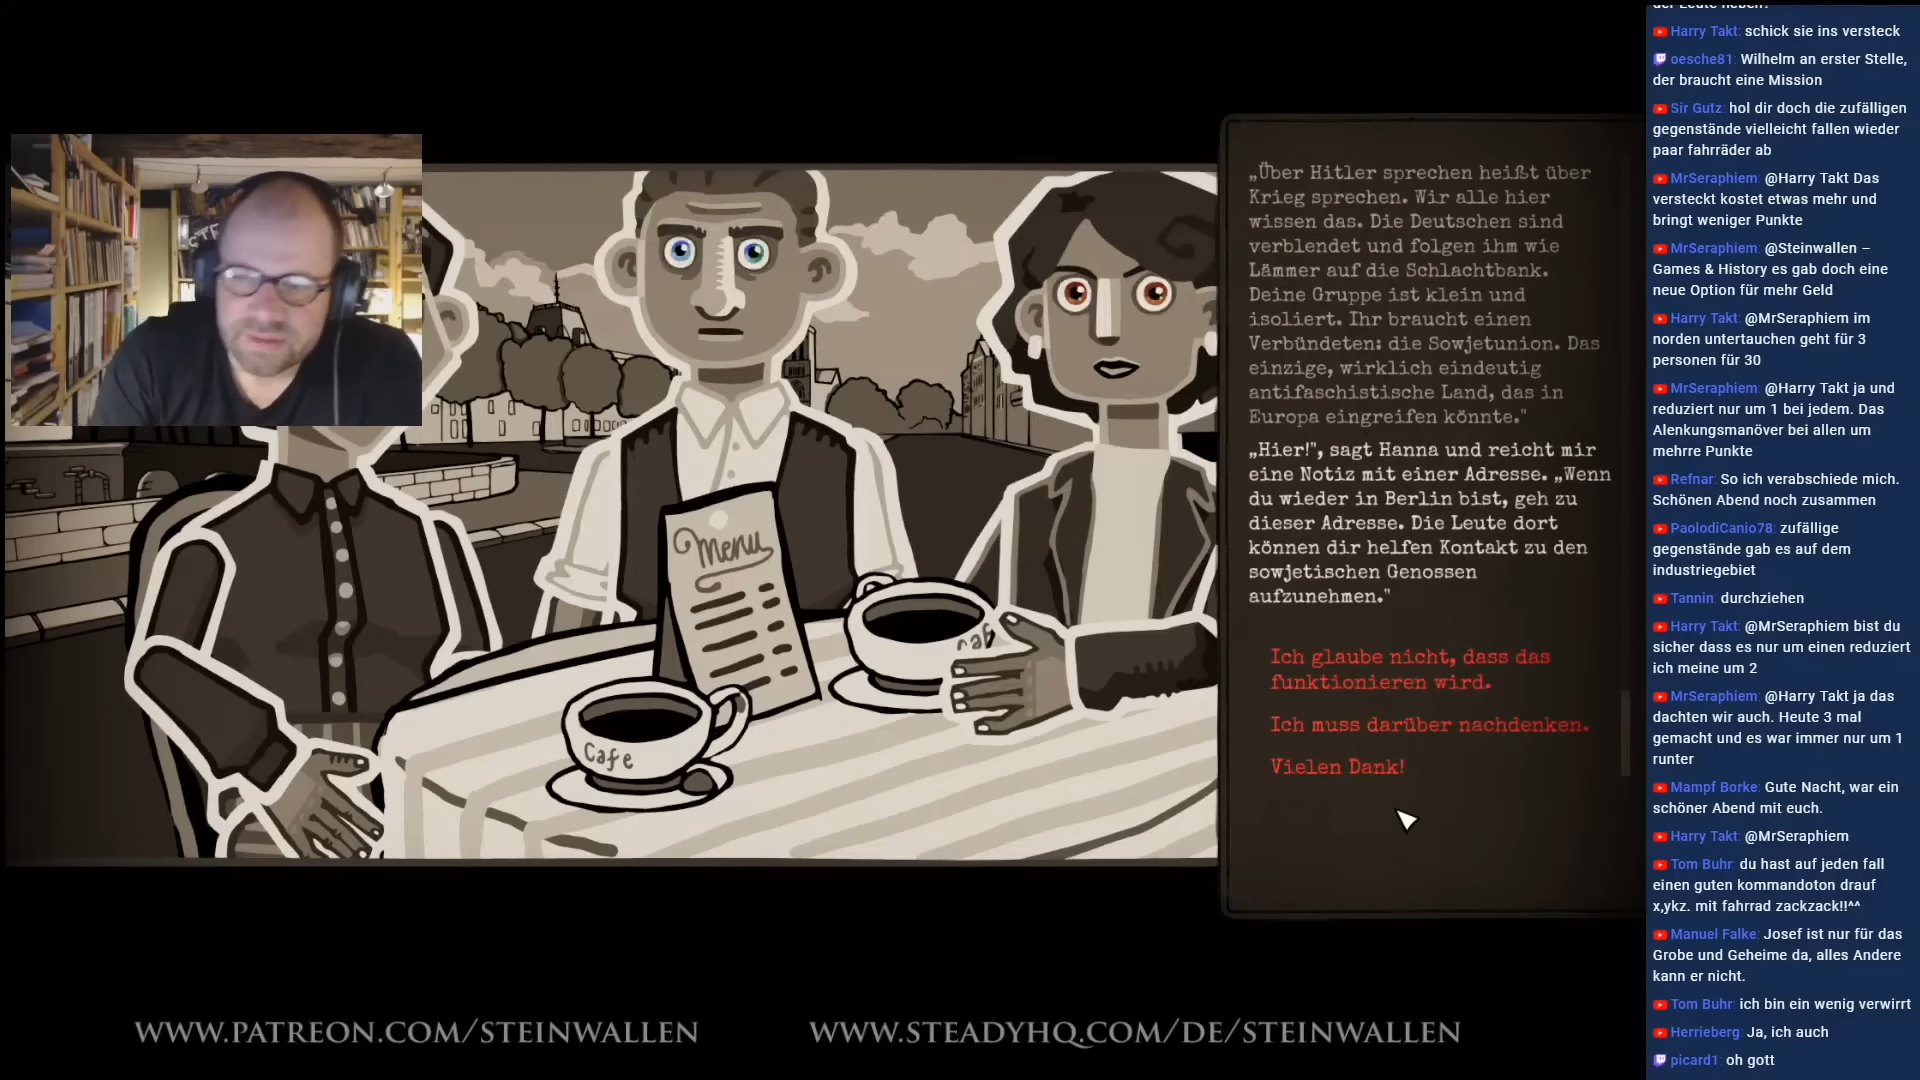 Harry Takt: schick sie ins versteck
oesche81: Wilhelm an erster Stelle,
der braucht eine Mission
Sir Gutz: hol dir doch die zufälligen
gegenstände vielleicht fallen wieder
paar fahrräder ab
MrSeraphiem: @Harry Takt Das
versteckt kostet etwas mehr und
bringt weniger Punkte
MrSeraphiem: @Steinwallen –
Games & History es gab doch eine
neue Option für mehr Geld
Harry Takt: @MrSeraphiem im
norden untertauchen geht für 3
personen für 30
MrSeraphiem: @Harry Takt ja und
reduziert nur um 1 bei jedem. Das
Alenkungsmanöver bei allen um
mehrre Punkte
Refnar: So ich verabschiede mich.
Schönen Abend noch zusammen
PaolodiCanio78: zufällige
gegenstände gab es auf dem
industriegebiet
Tannin: durchziehen
Harry Takt: @MrSeraphiem bist du
sicher dass es nur um einen reduziert
ich meine um 2
MrSeraphiem: @Harry Takt ja das
dachten wir auch. Heute 3 mal
gemacht und es war immer nur um 1
runter
Mampf Borke: Gute Nacht, war ein
schöner Abend mit euch.
Harry Takt: @MrSeraphiem
Tom Buhr: du hast auf jeden fall
einen guten kommandoton drauf
x,ykz. mit fahrrad zackzack!!^^
Manuel Falke: Josef ist nur für das
Grobe und Geheime da, alles Andere
kann er nicht.
Tom Buhr: ich bin ein wenig verwirrt
Herrieberg: Ja, ich auch
picard1: oh gott
„Über Hitler sprechen heißt über
Krieg sprechen. Wir alle hier
wissen das. Die Deutschen sind
verblendet und folgen ihm wie
Lämmer auf die Schlachtbank.
Deine Gruppe ist klein und
isoliert. Ihr braucht einen
Verbündeten: die Sowjetunion. Das
einzige, wirklich eindeutig
antifaschistische Land, das in
Europa eingreifen könnte."
„Hier!", sagt Hanna und reicht mir
eine Notiz mit einer Adresse. „Wenn
du wieder in Berlin bist, geh zu
dieser Adresse. Die Leute dort
können dir helfen Kontakt zu den
sowjetischen Genossen
aufzunehmen."
Ich glaube nicht, dass das
funktionieren wird.
Ich muss darüber nachdenken.
Vielen Dank!
Menu
Cafe
Cafe
WWW.PATREON.COM/STEINWALLEN
WWW.STEADYHQ.COM/DE/STEINWALLEN